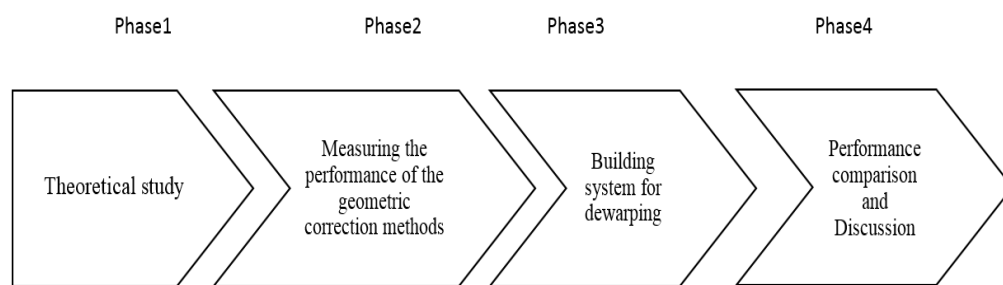 Phase1 Phase2 Phase3 Phase4
Theoretical study
Measuring the
performance of the
geometric
correction methods
Building
system for
dewarping
Performance
comparison
and
Discussion